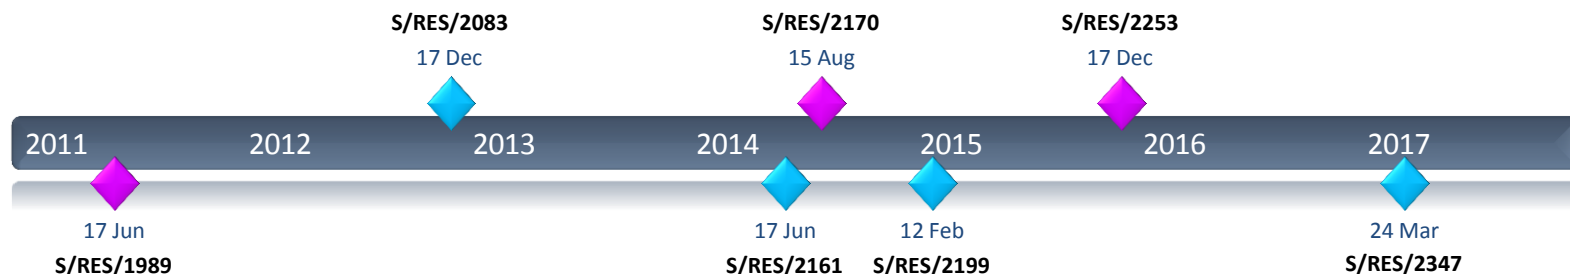 S/RES/2083 S/RES/2170 S/RES/2253
17 Dec 15 Aug 17 Dec
2011 2012 2013 2014 2015 2016 2017
17 Jun 17 Jun 12 Feb 24 Mar
S/RES/1989 S/RES/2161 S/RES/2199 S/RES/2347